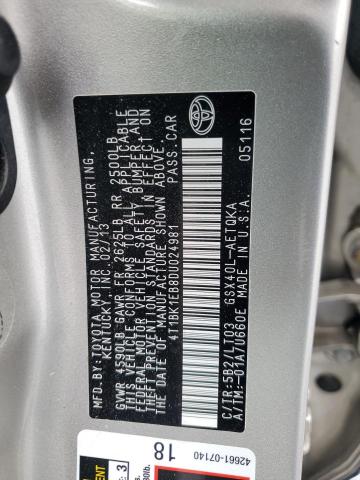 MFD.BY:TOYOTA MOTOR MANUFACTURING,
KENTUCKY, INC. 02/13
GVWR 4590LB GAWR FR 2625LB RR 2500LB
THIS VEHICLE CONFORMS TO ALL APPLICABLE
FEDERAL MOTOR VEHICLE SAFETY, BUMPER, AND
THEFT PREVENTION STANDARDS IN EFFECT ON
THE DATE OF MANUFACTURE SHOWN ABOVE.
4T1BK1EB8DU024981 PASS.CAR
05116
C/TR:5B2/LT03 GSX40L-AETGKA
A/TM:-01A/U660E MADE IN U.S.A.
42661-07140
18
3